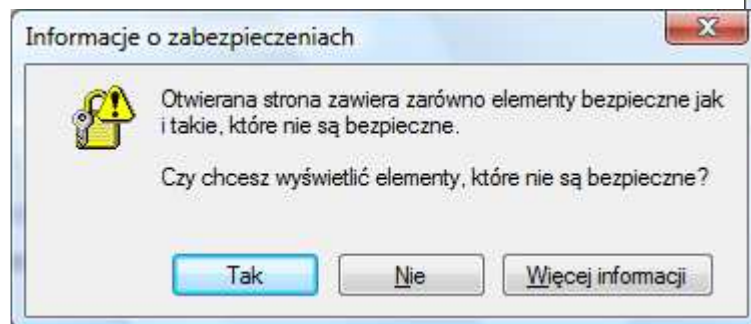 Informacje o zabezpieczeniach
Otwierana strona zawiera zarówno elementy bezpieczne jak
i takie, które nie są bezpieczne.
Czy chcesz wyświetlić elementy, które nie są bezpieczne?
Tak
Nie
Więcej informacji